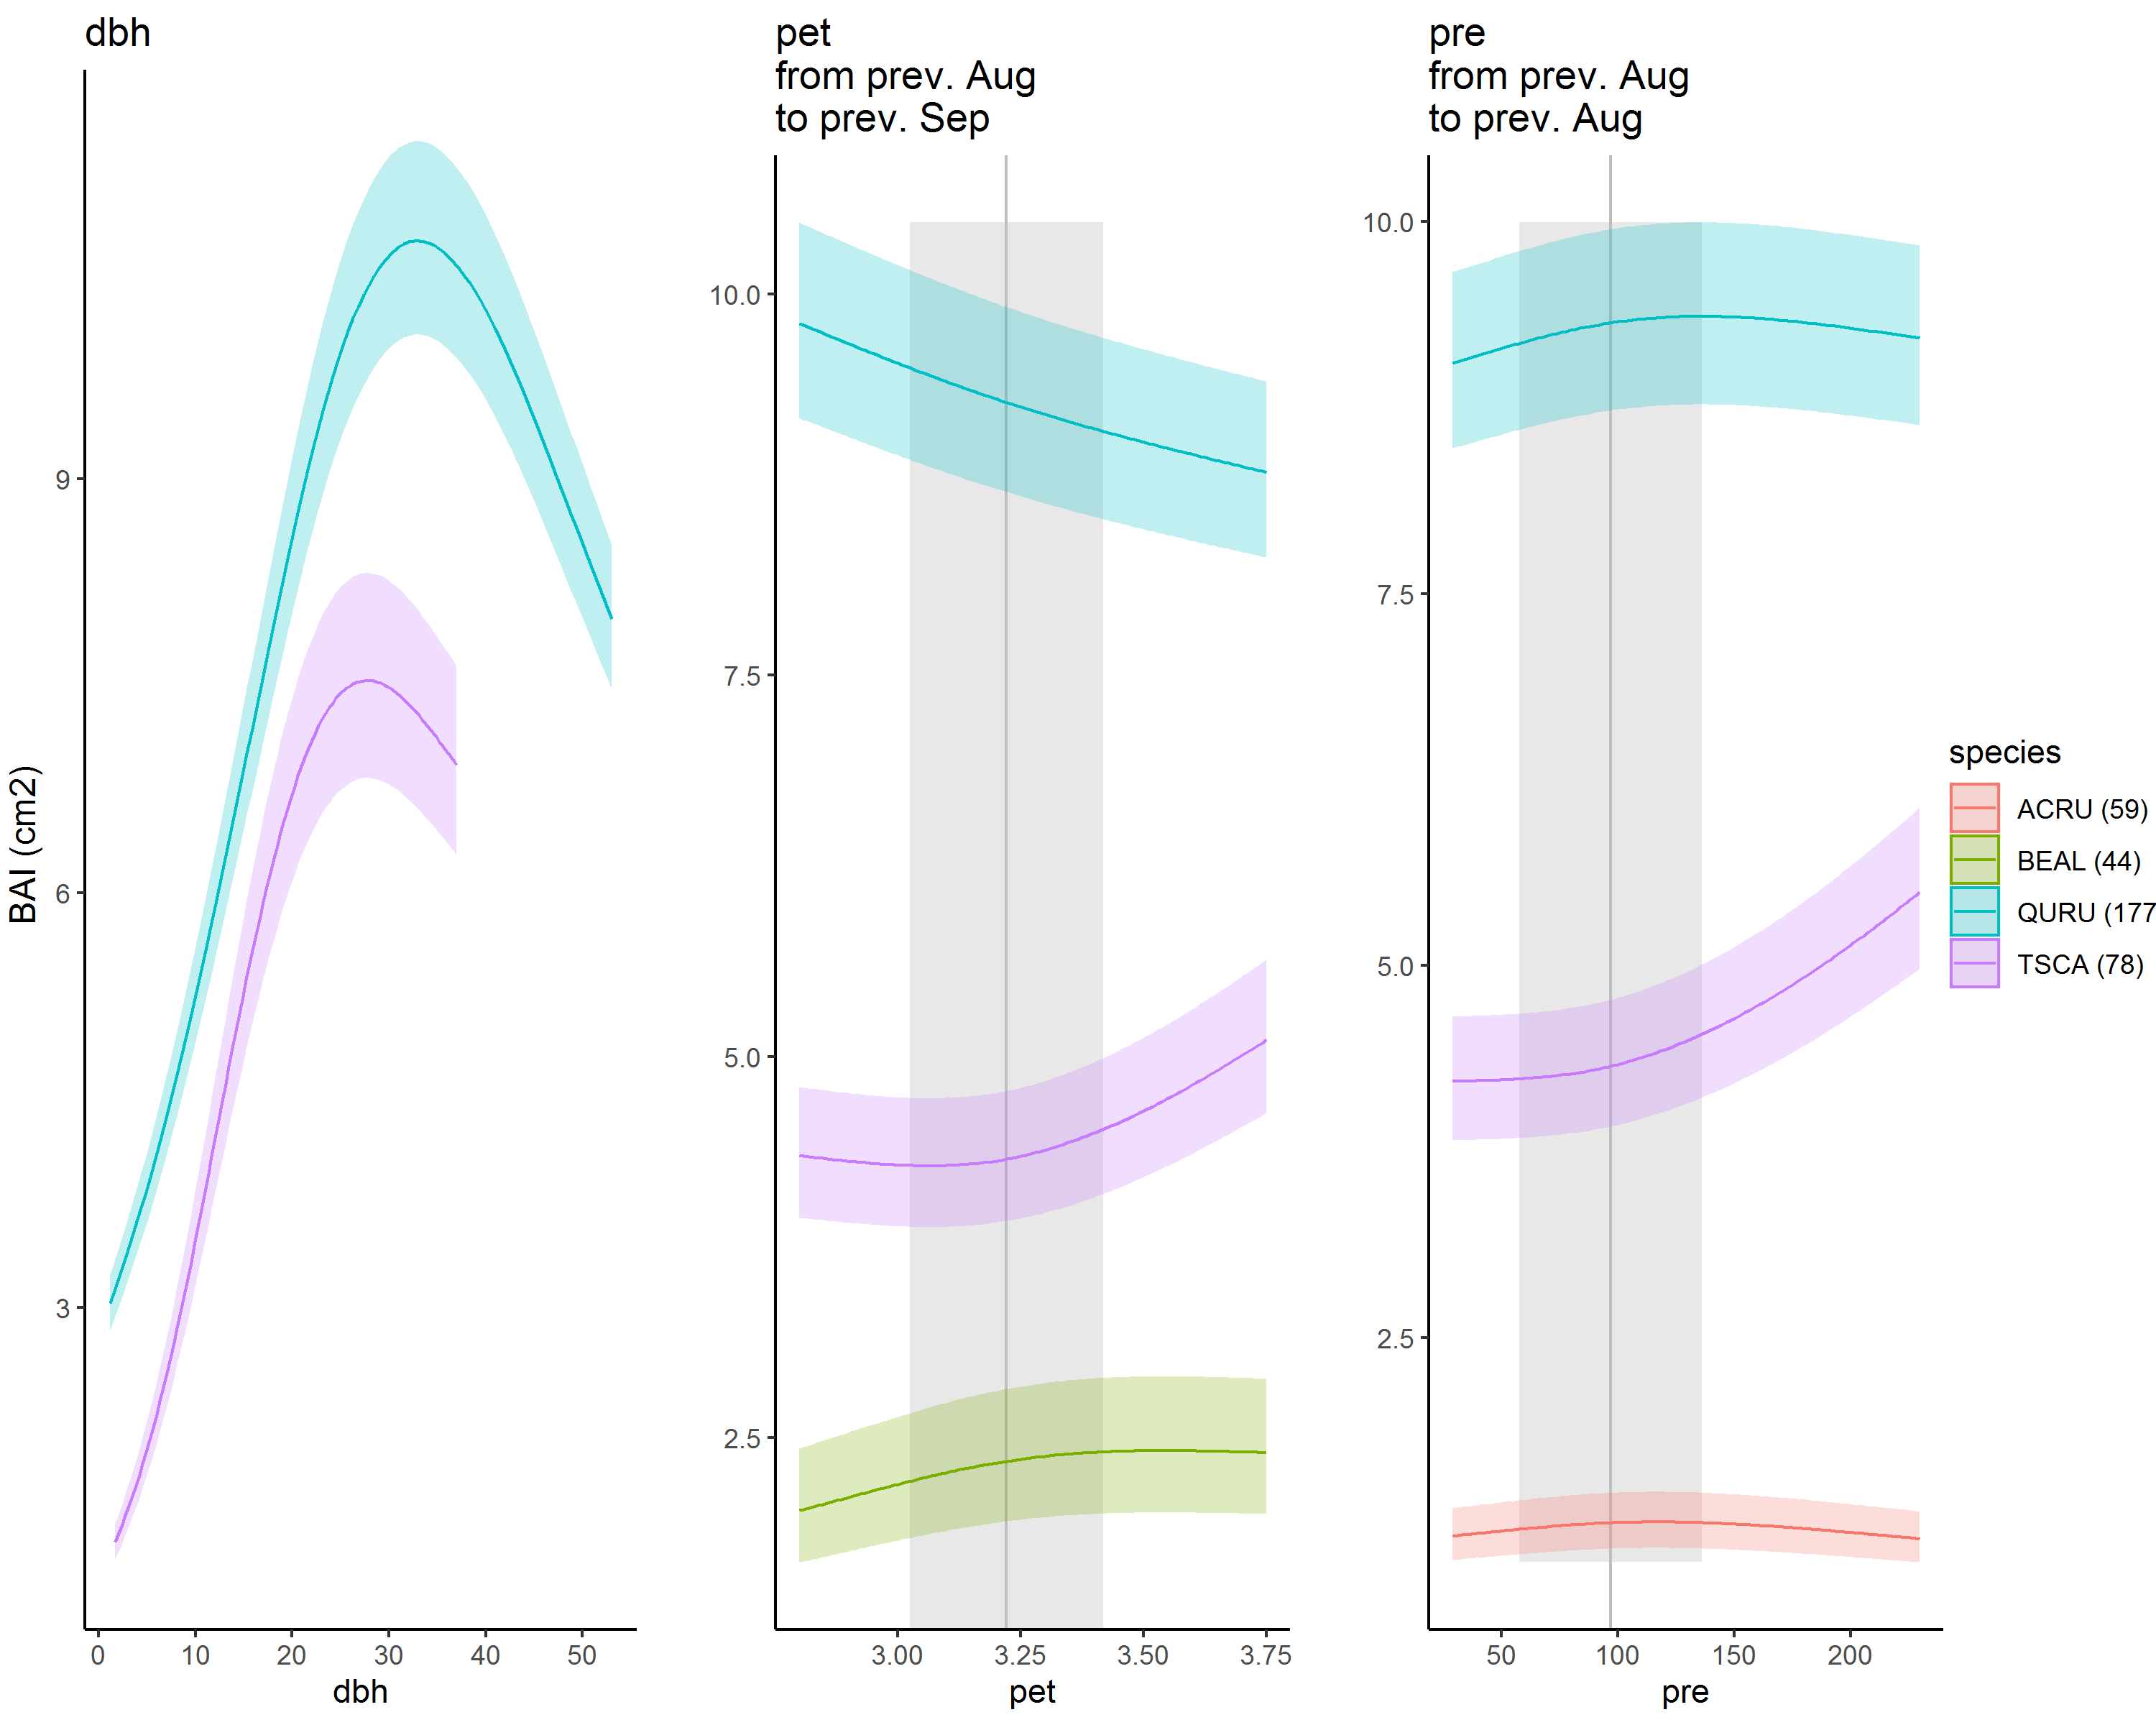 dbh
pet
from prev. Aug
to prev. Sep
pre
from prev. Aug
to prev. Aug
BAI (cm2)
9
6
3
0
10
20
30
40
50
dbh
10.0
7.5
5.0
2.5
3.00
3.25
3.50
3.75
pet
10.0
7.5
5.0
2.5
50
100
150
200
pre
species
ACRU (59)
BEAL (44)
QURU (177
TSCA (78)